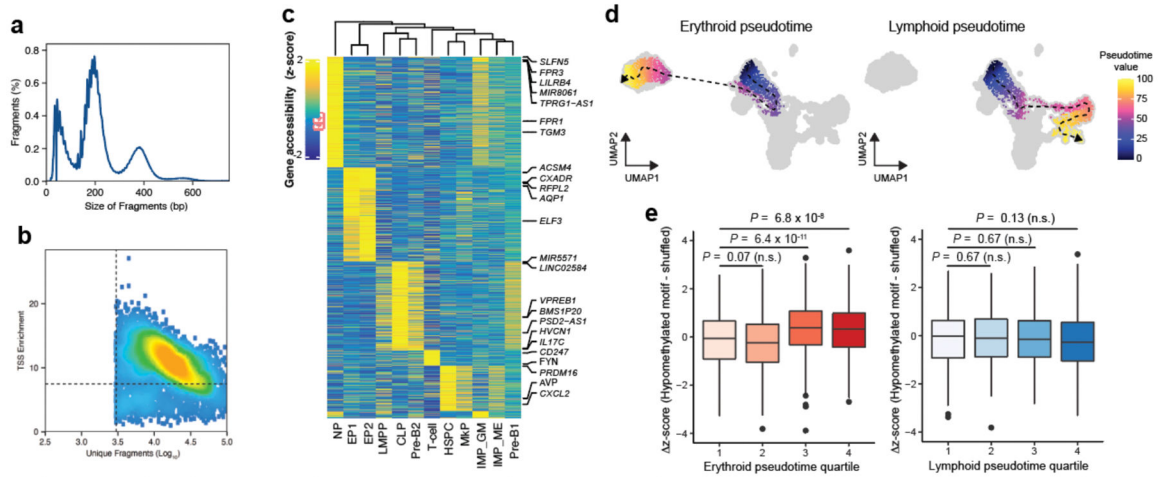 a
0.8
0.6
0.4
0.2
0.0
Fragments (%)
0
200
400
600
Size of Fragments (bp)
b
20
10
0
TSS Enrichment
2.5
3.0
3.5
4.0
4.5
5.0
Unique Fragments (Log10)
c
Gene accessibility (z-score)
2
-2
SLFN5
FPR3
LILRB4
MIR8061
TPRG1-AS1
FPR1
TGM3
ACSM4
CXADR
RFPL2
AQP1
ELF3
MIR5571
LINC02584
VPREB1
BMS1P20
PSD2-AS1
HVCN1
IL17C
CD247
FYN
PRDM16
AVP
CXCL2
NP
EP1
EP2
LMPP
CLP
Pre-B2
T-cell
HSPC
MkP
IMP_GM
IMP_ME
Pre-B1
d
Erythroid pseudotime
UMAP2
UMAP1
Lymphoid pseudotime
UMAP2
UMAP1
Pseudotime
value
100
75
50
25
0
e
P = 6.8 x 10-8
P = 6.4 x 10-11
P = 0.07 (n.s.)
Δz-score (Hypomethylated motif - shuffled)
4
2
0
−2
−4
1
2
3
4
Erythroid pseudotime quartile
P = 0.13 (n.s.)
P = 0.67 (n.s.)
P = 0.67 (n.s.)
Δz-score (Hypomethylated motif - shuffled)
4
2
0
−2
−4
1
2
3
4
Lymphoid pseudotime quartile